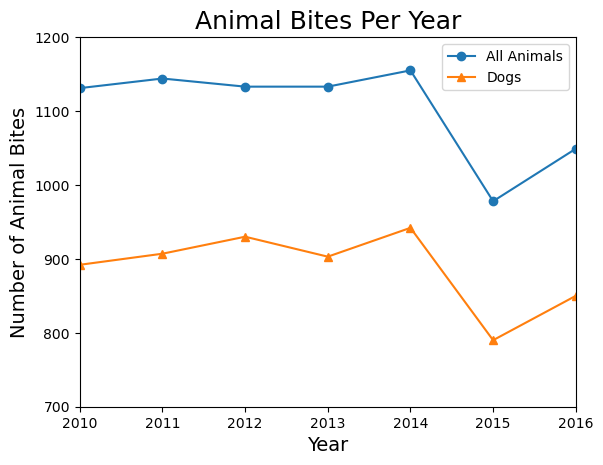 Animal Bites Per Year
1200
1100
1000
900
800
700
Number of Animal Bites
All Animals
Dogs
2010 2011 2012 2013 2014 2015 2016
Year